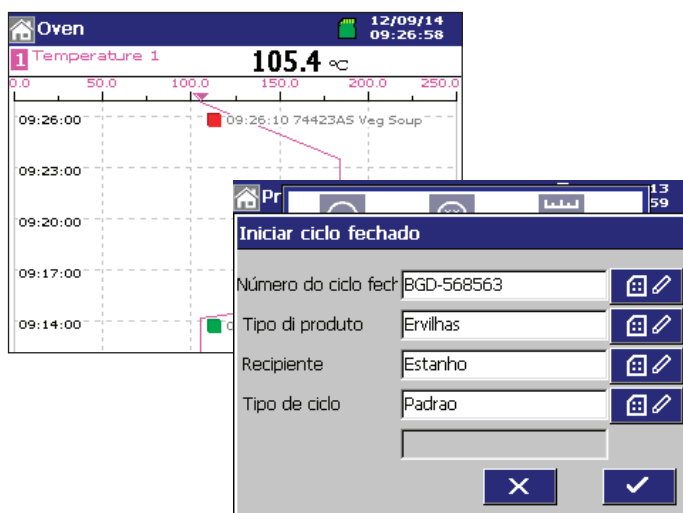 Oven
12/09/14
09:26:58
1 Temperature 1
105.4 °C
0.0 50.0 100.0 150.0 200.0 250.0
09:26:00
09:26:10 74423AS Veg Soup
09:23:00
09:20:00
09:17:00
09:14:00
Pr
13
59
Iniciar ciclo fechado
Número do ciclo fech BGD-568563
Tipo di produto Ervilhas
Recipiente Estanho
Tipo de ciclo Padrao